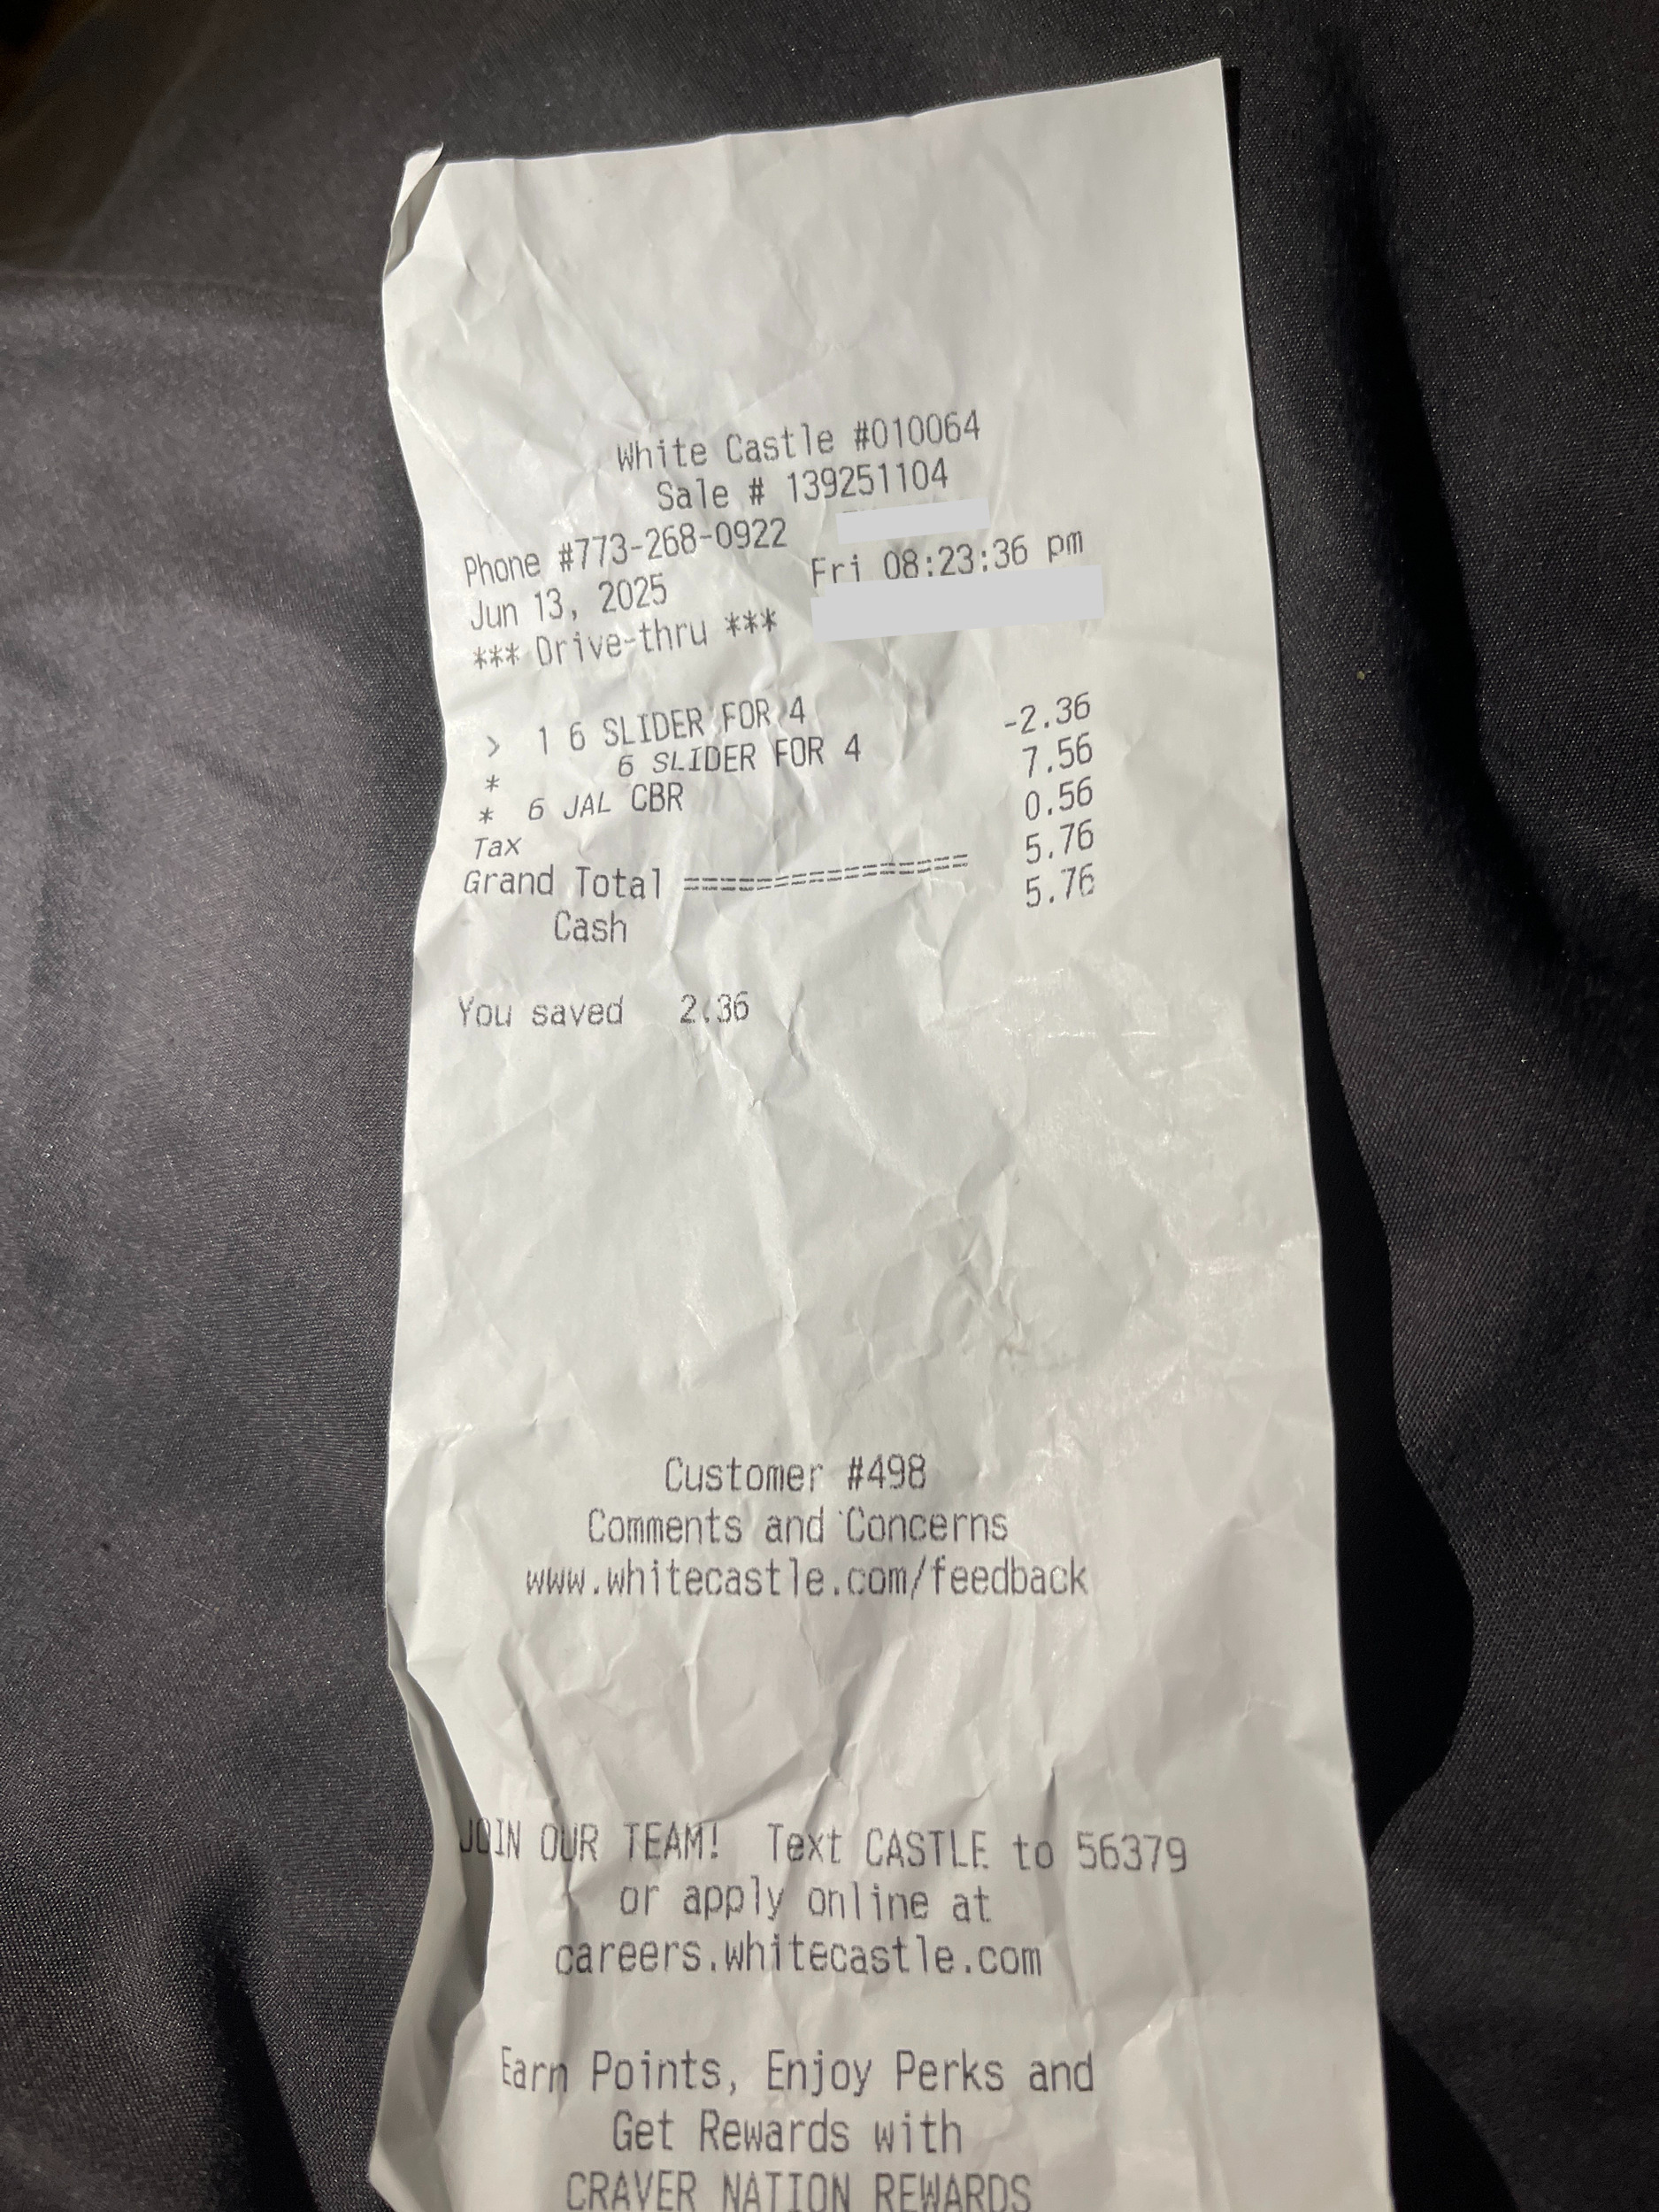 White Castle #010064
Sale # 139251104
Phone #773-268-0922
Jun 13, 2025 Fri 08:23:36 pm
*** Drive-thru ***
> 1 6 SLIDER FOR 4
* 6 SLIDER FOR 4 -2.36
* 6 JAL CBR 7.56
Tax 0.56
Grand Total =============== 5.76
Cash 5.76
You saved 2.36
Customer #498
Comments and Concerns
www.whitecastle.com/feedback
JOIN OUR TEAM! Text CASTLE to 56379
or apply online at
careers.whitecastle.com
Earn Points, Enjoy Perks and
Get Rewards with
CRAVER NATION REWARDS